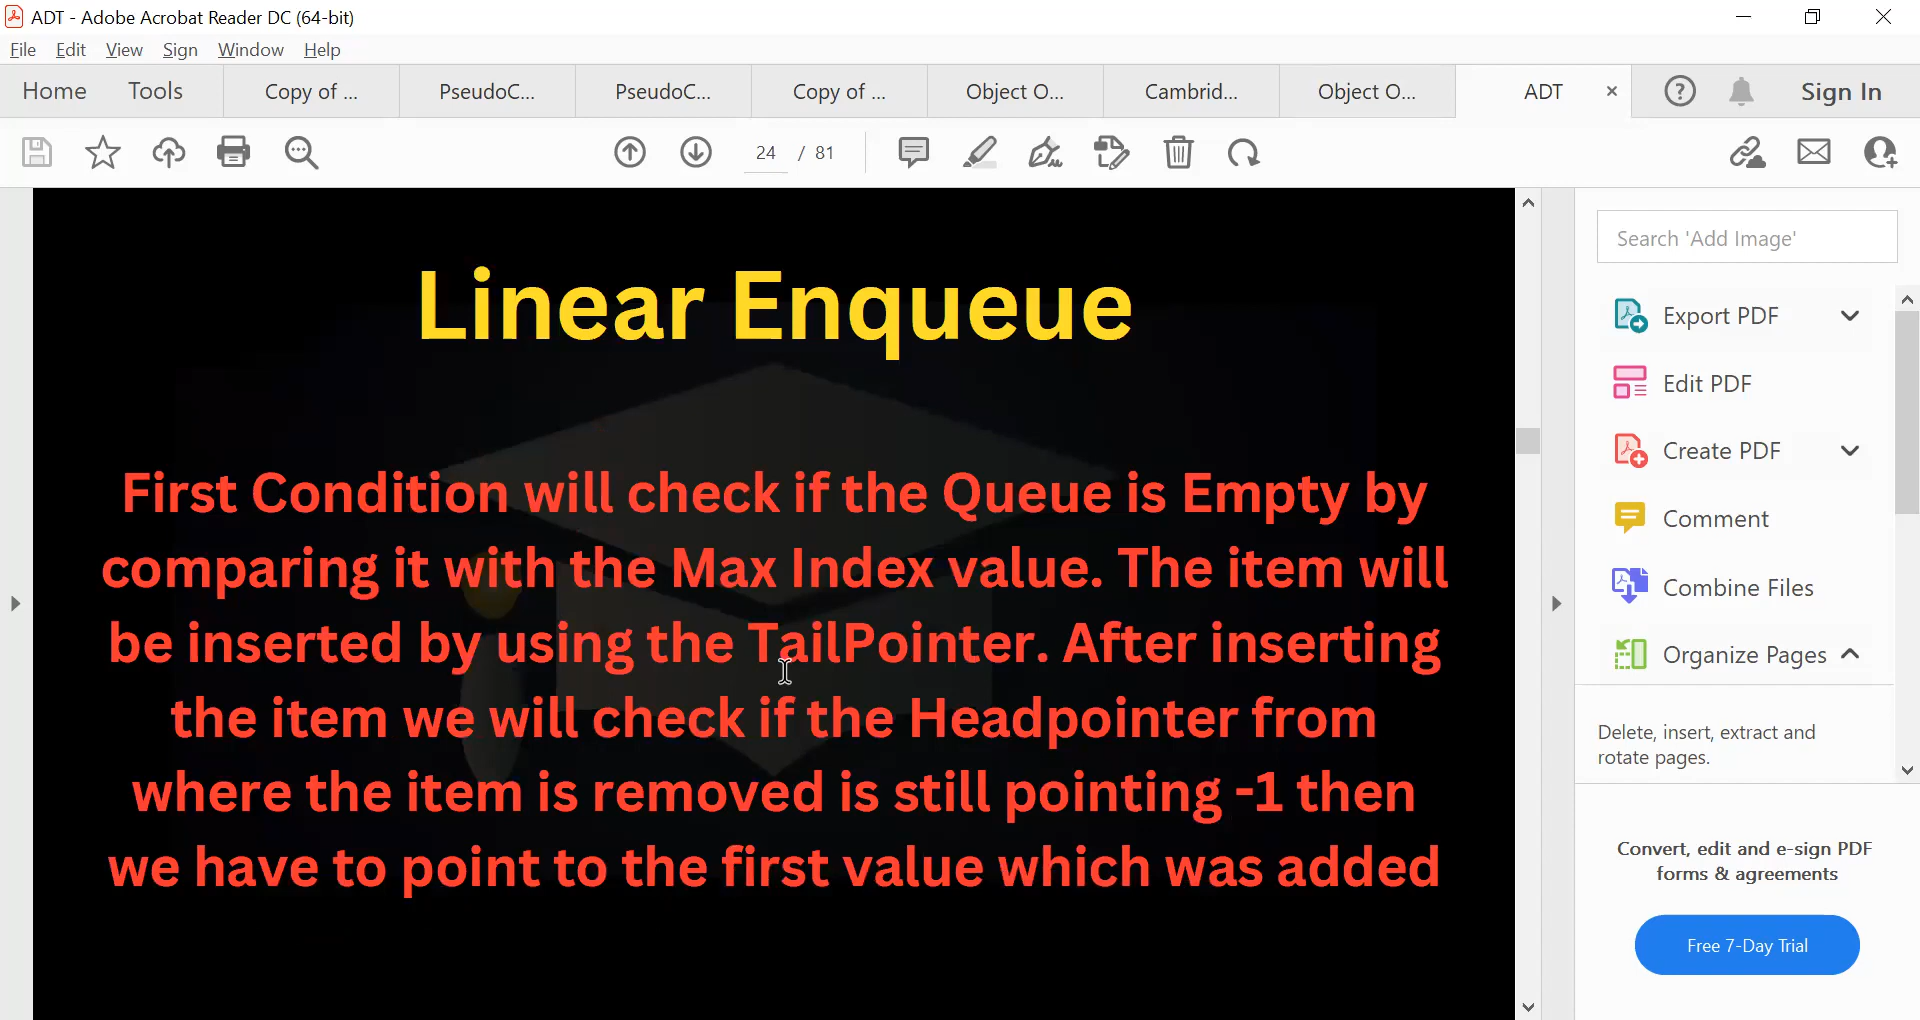 ADT - Adobe Acrobat Reader DC (64-bit)
File Edit View Sign Window Help
Home Tools Copy of ... PseudoC... PseudoC... Copy of ... Object O... Cambrid... Object O... ADT × Sign In
24 / 81
Linear Enqueue
First Condition will check if the Queue is Empty by
comparing it with the Max Index value. The item will
be inserted by using the TailPointer. After inserting
the item we will check if the Headpointer from
where the item is removed is still pointing -1 then
we have to point to the first value which was added
Search 'Add Image'
Export PDF
Edit PDF
Create PDF
Comment
Combine Files
Organize Pages
Delete, insert, extract and
rotate pages.
Convert, edit and e-sign PDF
forms & agreements
Free 7-Day Trial